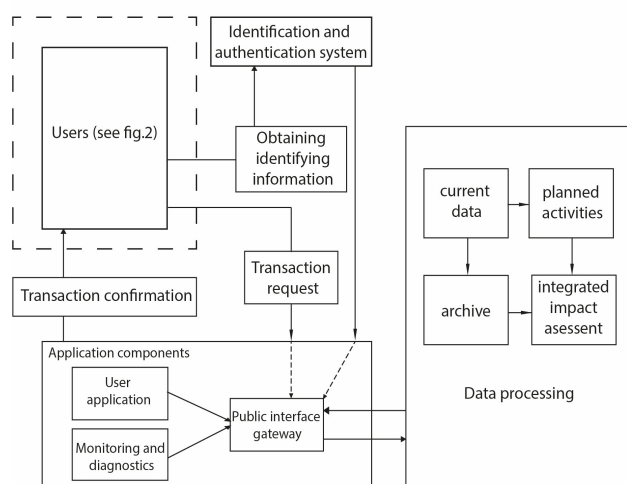 Identification and
authentication system
Users (see fig.2)
Obtaining
identifying
information
current
data
planned
activities
Transaction
request
Transaction confirmation
archive
integrated
impact
asessent
Application components
User
application
Data processing
Public interface
gateway
Monitoring and
diagnostics